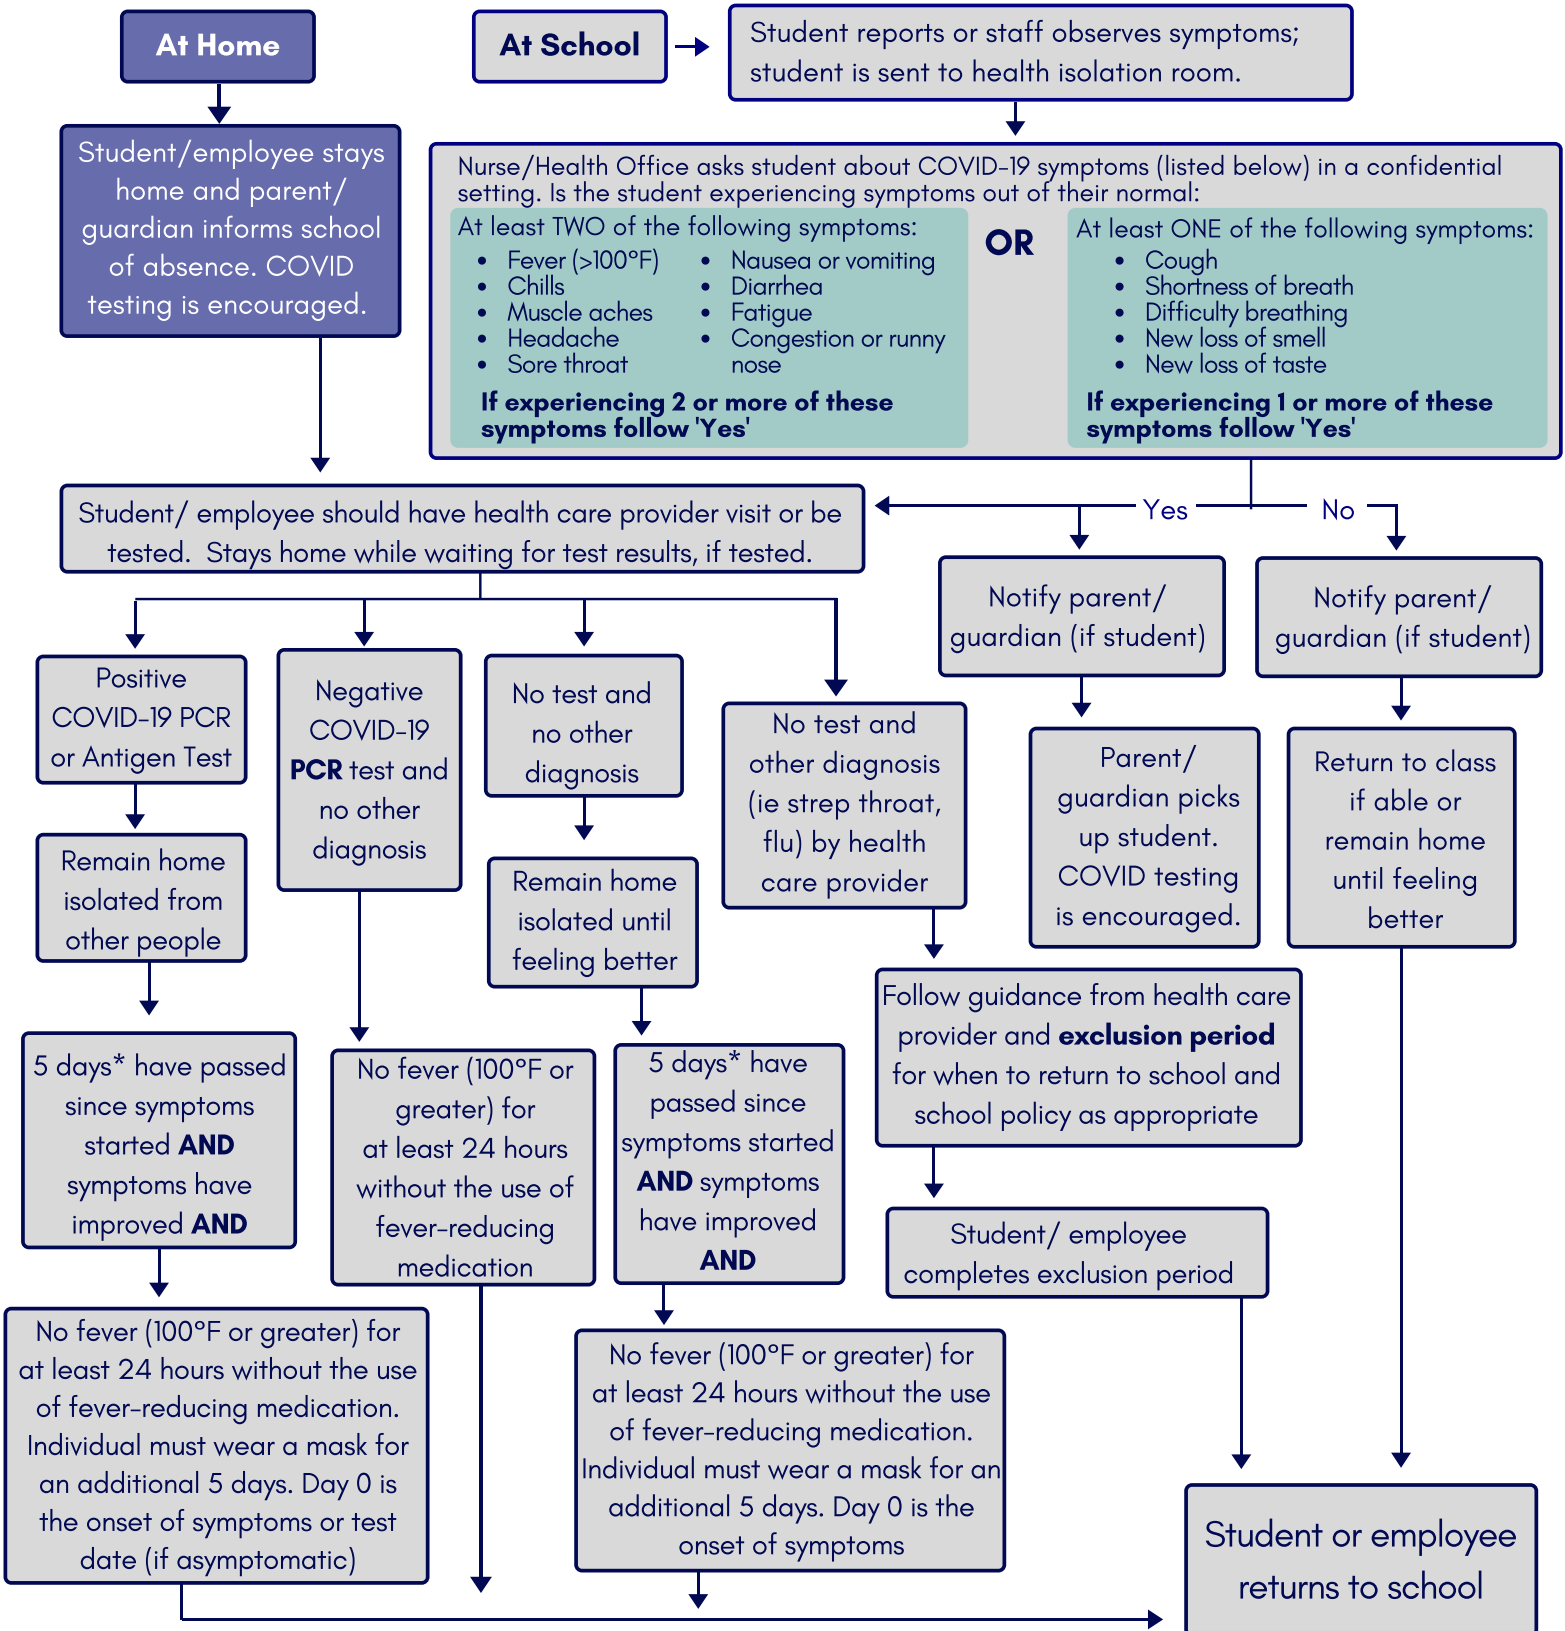 At Home
At School
Student reports or staff observes symptoms;
student is sent to health isolation room.
Student/employee stays
home and parent/
guardian informs school
of absence. COVID
testing is encouraged.
Nurse/Health Office asks student about COVID-19 symptoms (listed below) in a confidential
setting. Is the student experiencing symptoms out of their normal:
At least TWO of the following symptoms:
• Fever (>100°F)
• Chills
• Muscle aches
• Headache
• Sore throat
• Nausea or vomiting
• Diarrhea
• Fatigue
• Congestion or runny
nose
If experiencing 2 or more of these
symptoms follow 'Yes'
OR
At least ONE of the following symptoms:
• Cough
• Shortness of breath
• Difficulty breathing
• New loss of smell
• New loss of taste
If experiencing 1 or more of these
symptoms follow 'Yes'
Yes
No
Student/ employee should have health care provider visit or be
tested. Stays home while waiting for test results, if tested.
Notify parent/
guardian (if student)
Notify parent/
guardian (if student)
Positive
COVID-19 PCR
or Antigen Test
Negative
COVID-19
PCR test and
no other
diagnosis
No test and
no other
diagnosis
No test and
other diagnosis
(ie strep throat,
flu) by health
care provider
Parent/
guardian picks
up student.
COVID testing
is encouraged.
Return to class
if able or
remain home
until feeling
better
Remain home
isolated from
other people
Remain home
isolated until
feeling better
Follow guidance from health care
provider and exclusion period
for when to return to school and
school policy as appropriate
5 days* have passed
since symptoms
started AND
symptoms have
improved AND
No fever (100°F or
greater) for
at least 24 hours
without the use of
fever-reducing
medication
5 days* have
passed since
symptoms started
AND symptoms
have improved
AND
Student/ employee
completes exclusion period
No fever (100°F or greater) for
at least 24 hours without the use
of fever-reducing medication.
Individual must wear a mask for
an additional 5 days. Day 0 is
the onset of symptoms or test
date (if asymptomatic)
No fever (100°F or greater) for
at least 24 hours without the use
of fever-reducing medication.
Individual must wear a mask for an
additional 5 days. Day 0 is the
onset of symptoms
Student or employee
returns to school